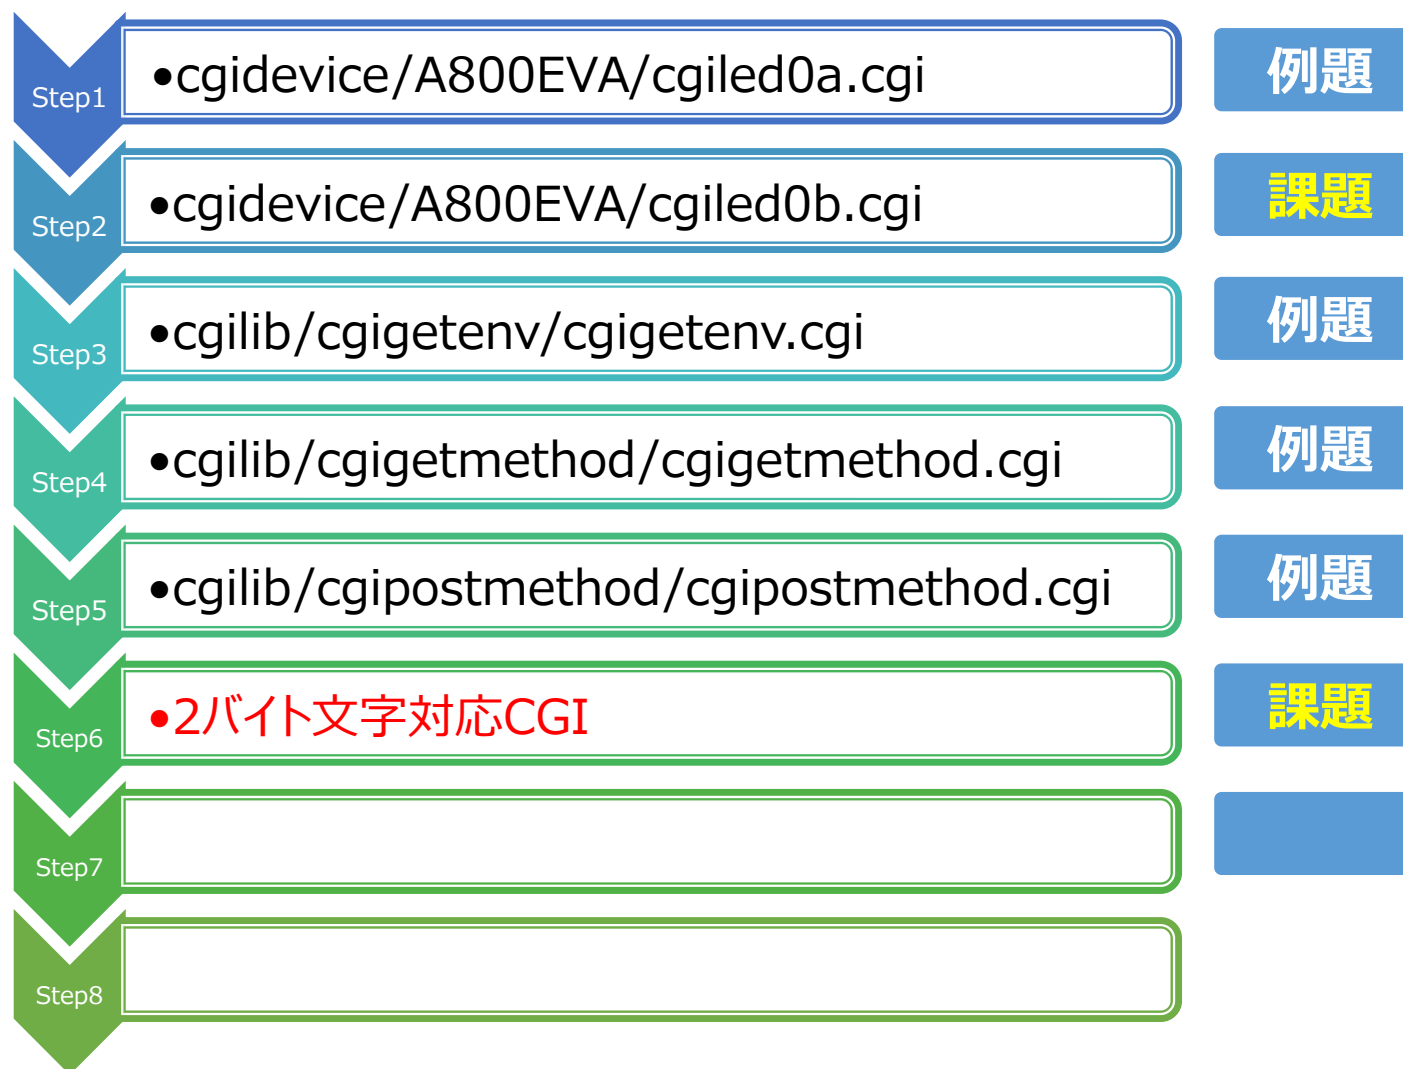 Step1
•cgidevice/A800EVA/cgiled0a.cgi
例題
Step2
•cgidevice/A800EVA/cgiled0b.cgi
課題
Step3
•cgilib/cgigetenv/cgigetenv.cgi
例題
Step4
•cgilib/cgigetmethod/cgigetmethod.cgi
例題
Step5
•cgilib/cgipostmethod/cgipostmethod.cgi
例題
Step6
•2バイト文字対応CGI
課題
Step7
Step8